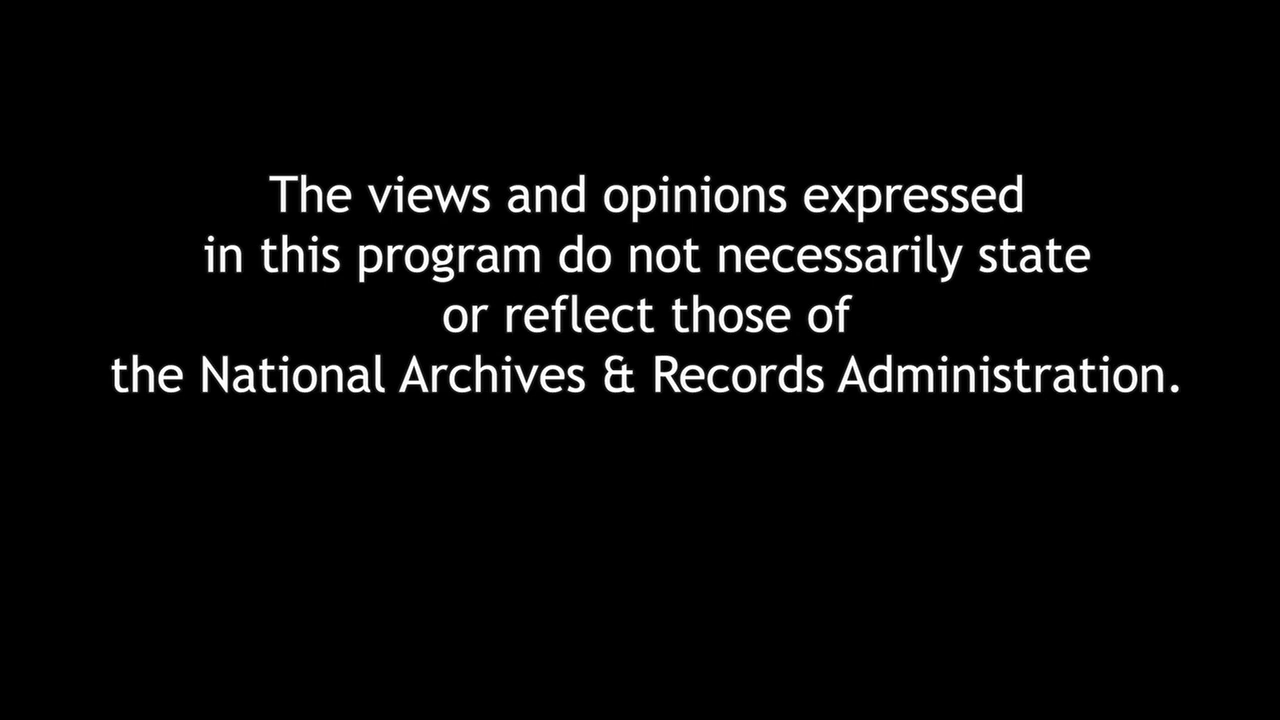 The views and opinions expressed
in this program do not necessarily state
or reflect those of
the National Archives & Records Administration.